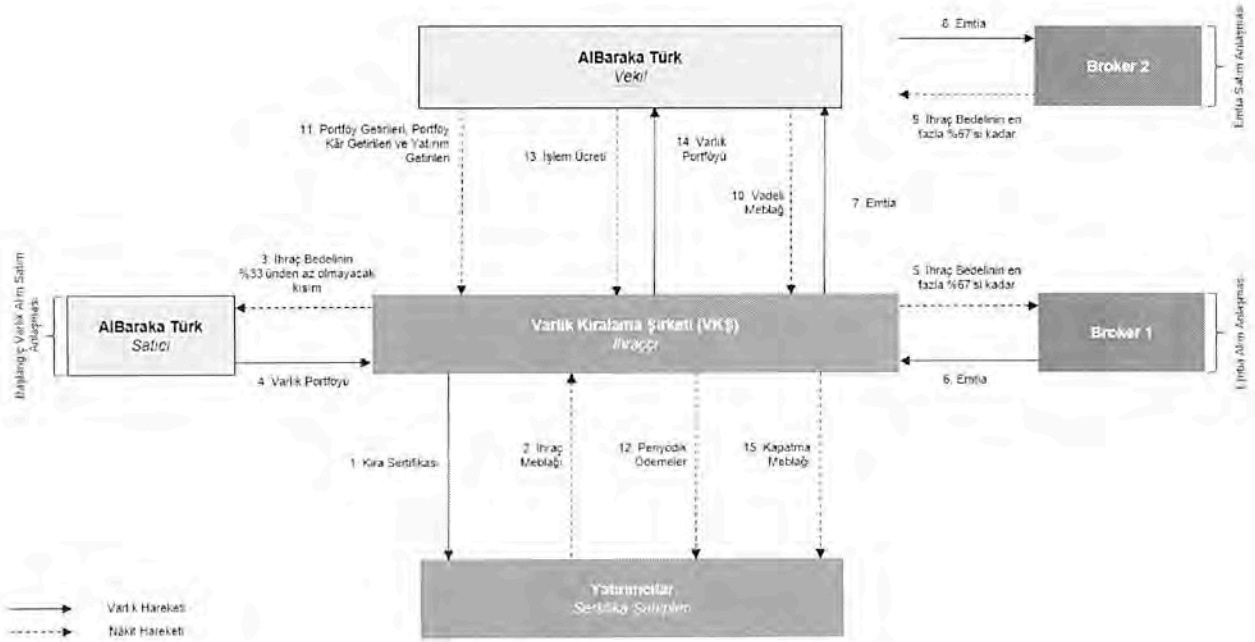 8. Emtia
AlBaraka Türk
Vekil
Broker 2
Emtia Satım Anlaşması
9. İhraç Bedelinin en
fazla %67'si kadar
11. Portföy Getirileri, Portföy
Kâr Getirileri ve Yatırım
Getirileri
13. İşlem Ücreti
14. Varlık
Portföyü
10. Vadeli
Meblağ
7. Emtia
3. İhraç Bedelinin
%33'ünden az olmayacak
kısım
5. İhraç Bedelinin en
fazla %67'si kadar
Başlangıç Varlık Alım Satım
Anlaşması
AlBaraka Türk
Satıcı
Varlık Kiralama Şirketi (VKŞ)
İhraççı
Broker 1
Emtia Alım Anlaşması
4. Varlık Portföyü
6. Emtia
1. Kira Sertifikası
2. İhraç
Meblağı
12. Periyodik
Ödemeler
15. Kapatma
Meblağı
Yatırımcılar
Sertifika Sahipleri
Varlık Hareketi
Nakit Hareketi